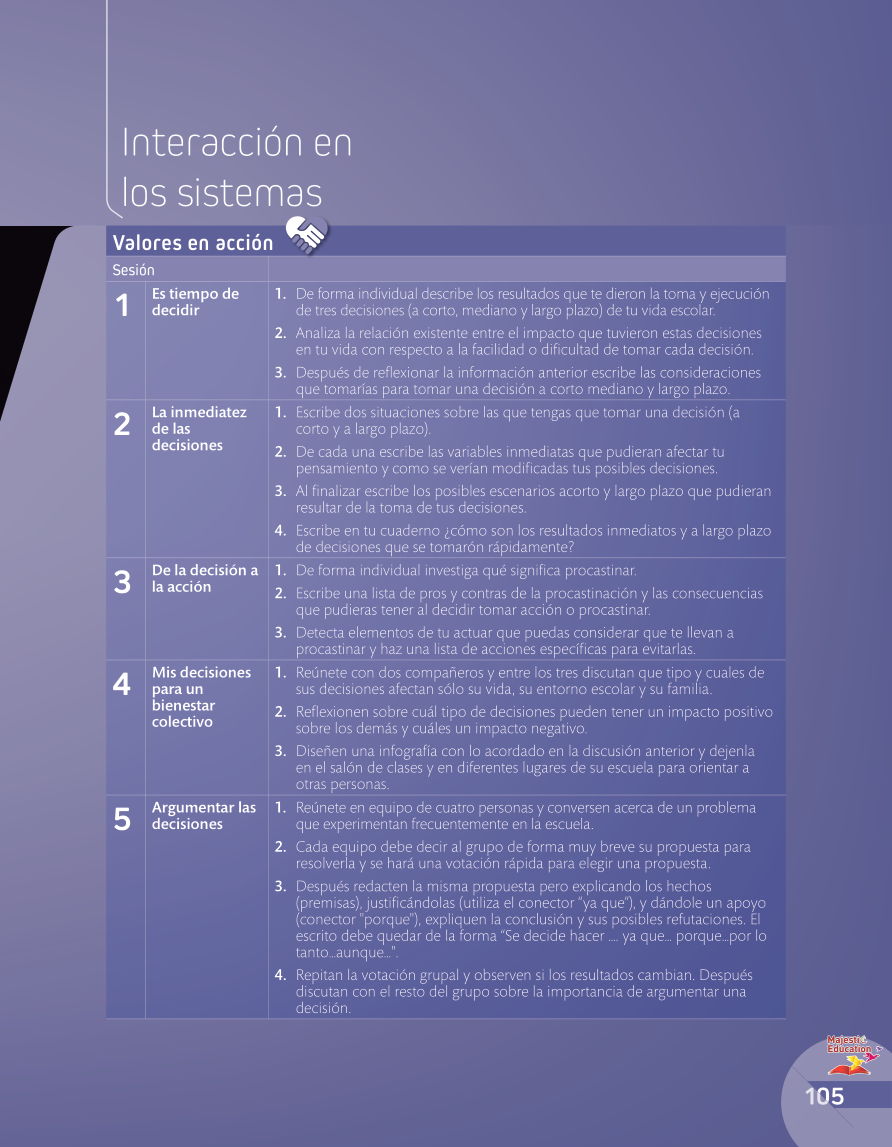 Interacción en
los sistemas
Valores en acción
Sesión
1
Es tiempo de
decidir
1. De forma individual describe los resultados que te dieron la toma y ejecución
de tres decisiones (a corto, mediano y largo plazo) de tu vida escolar.
2. Analiza la relación existente entre el impacto que tuvieron estas decisiones
en tu vida con respecto a la facilidad o dificultad de tomar cada decisión.
3. Después de reflexionar la información anterior escribe las consideraciones
que tomarías para tomar una decisión a corto mediano y largo plazo.
2
La inmediatez
de las
decisiones
1. Escribe dos situaciones sobre las que tengas que tomar una decisión (a
corto y a largo plazo).
2. De cada una escribe las variables inmediatas que pudieran afectar tu
pensamiento y como se verían modificadas tus posibles decisiones.
3. Al finalizar escribe los posibles escenarios acorto y largo plazo que pudieran
resultar de la toma de tus decisiones.
4. Escribe en tu cuaderno ¿cómo son los resultados inmediatos y a largo plazo
de decisiones que se tomarón rápidamente?
3
De la decisión a
la acción
1. De forma individual investiga qué significa procastinar.
2. Escribe una lista de pros y contras de la procastinación y las consecuencias
que pudieras tener al decidir tomar acción o procastinar.
3. Detecta elementos de tu actuar que puedas considerar que te llevan a
procastinar y haz una lista de acciones específicas para evitarlas.
4
Mis decisiones
para un
bienestar
colectivo
1. Reúnete con dos compañeros y entre los tres discutan que tipo y cuales de
sus decisiones afectan sólo su vida, su entorno escolar y su familia.
2. Reflexionen sobre cuál tipo de decisiones pueden tener un impacto positivo
sobre los demás y cuáles un impacto negativo.
3. Diseñen una infografía con lo acordado en la discusión anterior y dejenla
en el salón de clases y en diferentes lugares de su escuela para orientar a
otras personas.
5
Argumentar las
decisiones
1. Reúnete en equipo de cuatro personas y conversen acerca de un problema
que experimentan frecuentemente en la escuela.
2. Cada equipo debe decir al grupo de forma muy breve su propuesta para
resolverla y se hará una votación rápida para elegir una propuesta.
3. Después redacten la misma propuesta pero explicando los hechos
(premisas), justificándolas (utiliza el conector “ya que”), y dándole un apoyo
(conector "porque"), expliquen la conclusión y sus posibles refutaciones. El
escrito debe quedar de la forma “Se decide hacer .... ya que... porque...por lo
tanto...aunque...".
4. Repitan la votación grupal y observen si los resultados cambian. Después
discutan con el resto del grupo sobre la importancia de argumentar una
decisión.
Majestic
Education
105